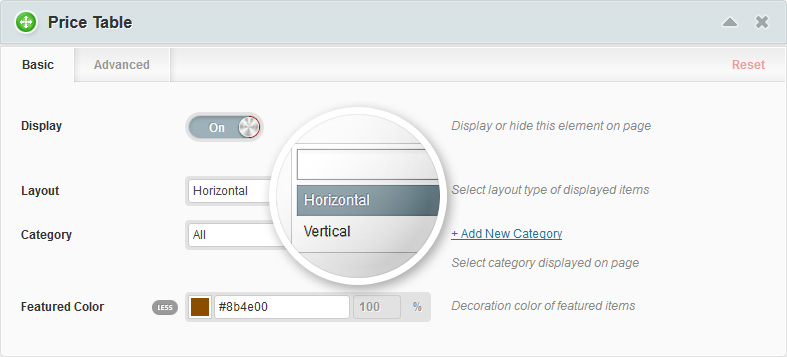 Price Table
Basic Advanced Reset
Display On Display or hide this element on page
Layout Horizontal Select layout type of displayed items
Horizontal
Category All + Add New Category
Vertical
Select category displayed on page
Featured Color LESS #8b4e00 100 % Decoration color of featured items